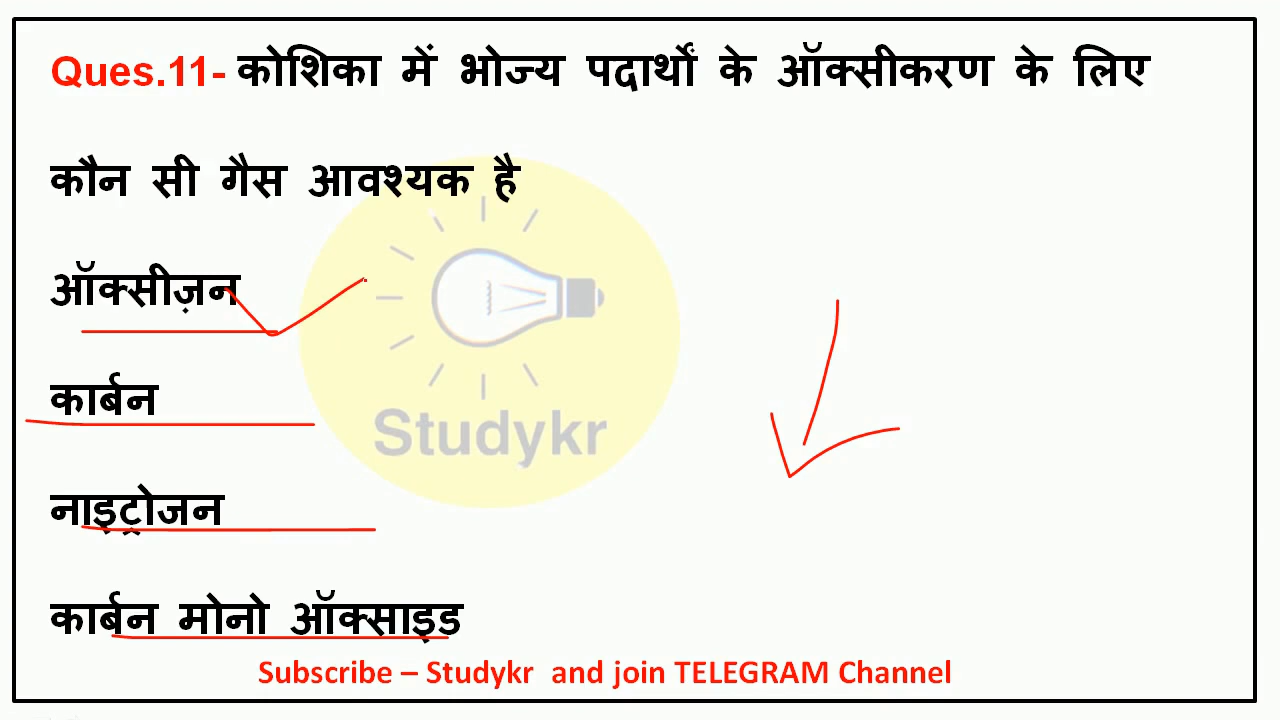 Ques.11- कोशिका में भोज्य पदार्थों के ऑक्सीकरण के लिए
कौन सी गैस आवश्यक है
ऑक्सीज़न
कार्बन
Studykr
नाइट्रोजन
कार्बन मोनो ऑक्साइड
Subscribe – Studykr and join TELEGRAM Channel